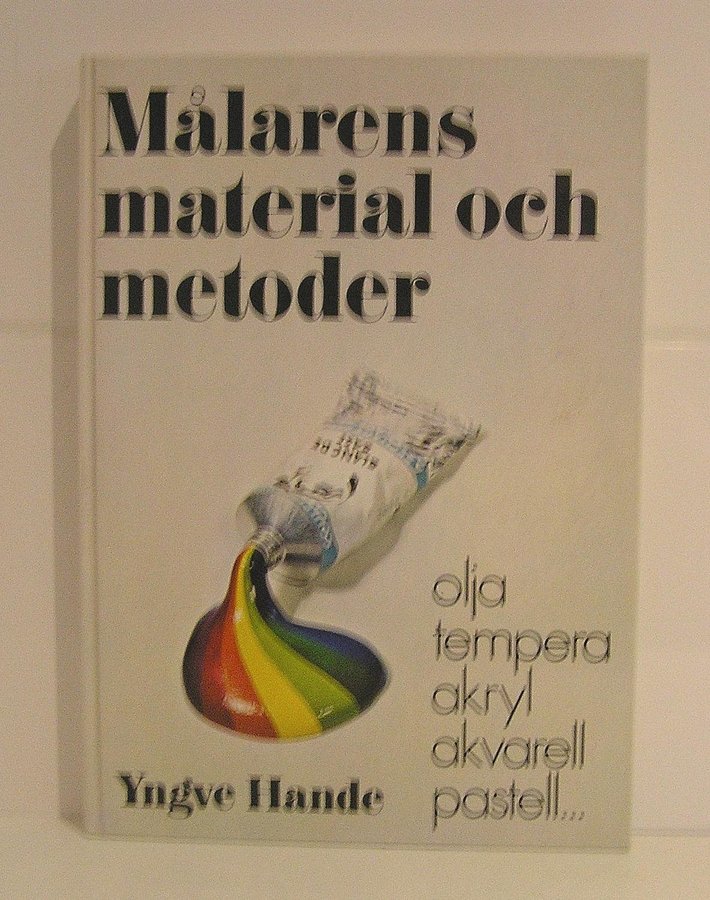 Målarens
material och
metoder
olja
tempera
akryl
akvarell
pastell...
Yngve Hande